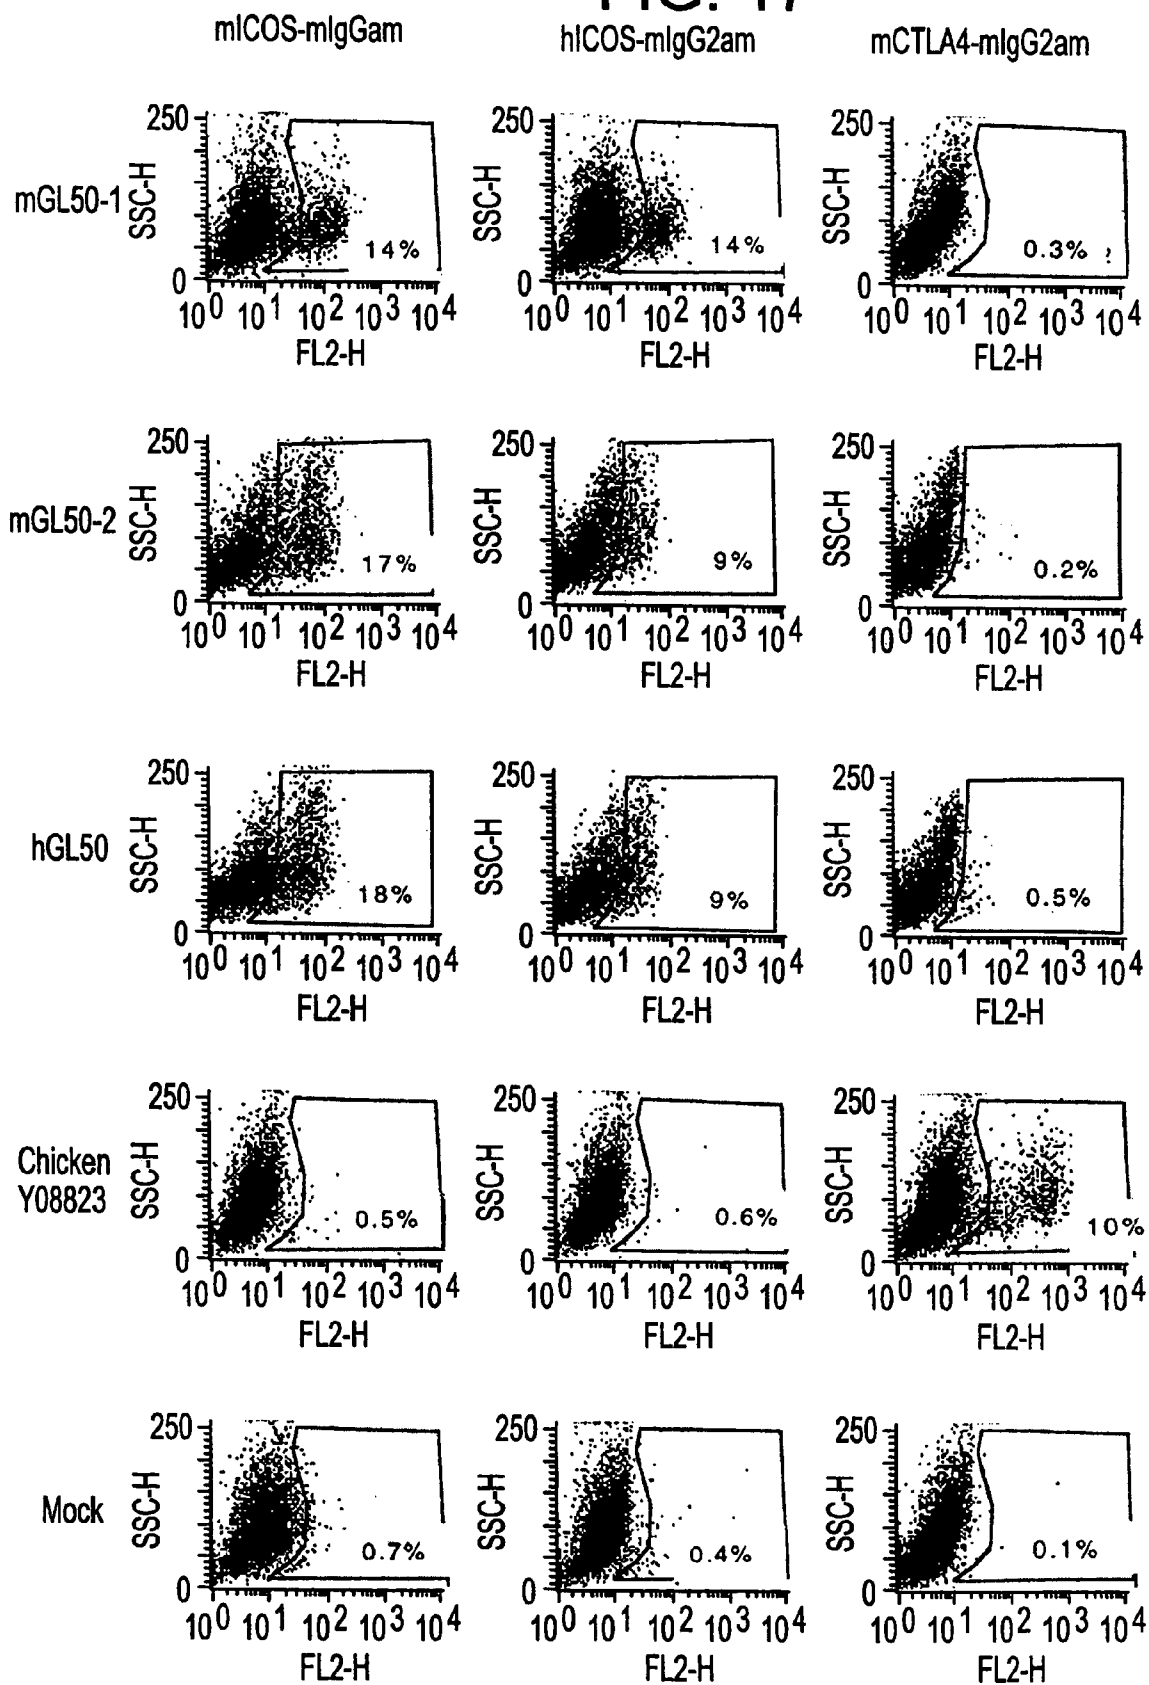 FIG. 17
mICOS-mIgGam hICOS-mIgG2am mCTLA4-mIgG2am
mGL50-1
250 SSC-H 0 14%
10^0 10^1 10^2 10^3 10^4
FL2-H
250 SSC-H 0 14%
10^0 10^1 10^2 10^3 10^4
FL2-H
250 SSC-H 0 0.3%
10^0 10^1 10^2 10^3 10^4
FL2-H
mGL50-2
250 SSC-H 0 17%
10^0 10^1 10^2 10^3 10^4
FL2-H
250 SSC-H 0 9%
10^0 10^1 10^2 10^3 10^4
FL2-H
250 SSC-H 0 0.2%
10^0 10^1 10^2 10^3 10^4
FL2-H
hGL50
250 SSC-H 0 18%
10^0 10^1 10^2 10^3 10^4
FL2-H
250 SSC-H 0 9%
10^0 10^1 10^2 10^3 10^4
FL2-H
250 SSC-H 0 0.5%
10^0 10^1 10^2 10^3 10^4
FL2-H
Chicken
Y08823
250 SSC-H 0 0.5%
10^0 10^1 10^2 10^3 10^4
FL2-H
250 SSC-H 0 0.6%
10^0 10^1 10^2 10^3 10^4
FL2-H
250 SSC-H 0 10%
10^0 10^1 10^2 10^3 10^4
FL2-H
Mock
250 SSC-H 0 0.7%
10^0 10^1 10^2 10^3 10^4
FL2-H
250 SSC-H 0 0.4%
10^0 10^1 10^2 10^3 10^4
FL2-H
250 SSC-H 0 0.1%
10^0 10^1 10^2 10^3 10^4
FL2-H